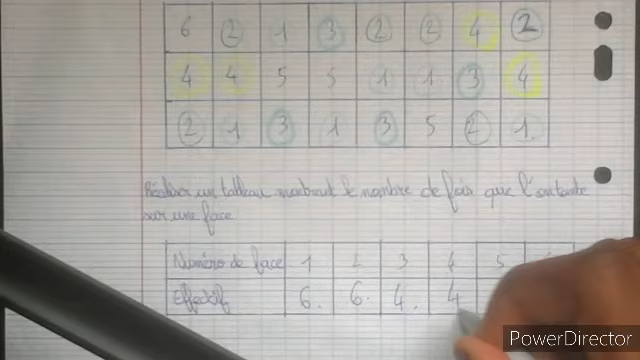 6 2 1 3 2 2 4 2
4 4 5 5 1 1 3 4
2 1 3 1 3 5 2 1
Réaliser un tableau montrant le nombre de fois que l'on tombe
sur une face
Numéro de face 1 2 3 4 5
Effectif 6. 6. 4. 4
PowerDirector